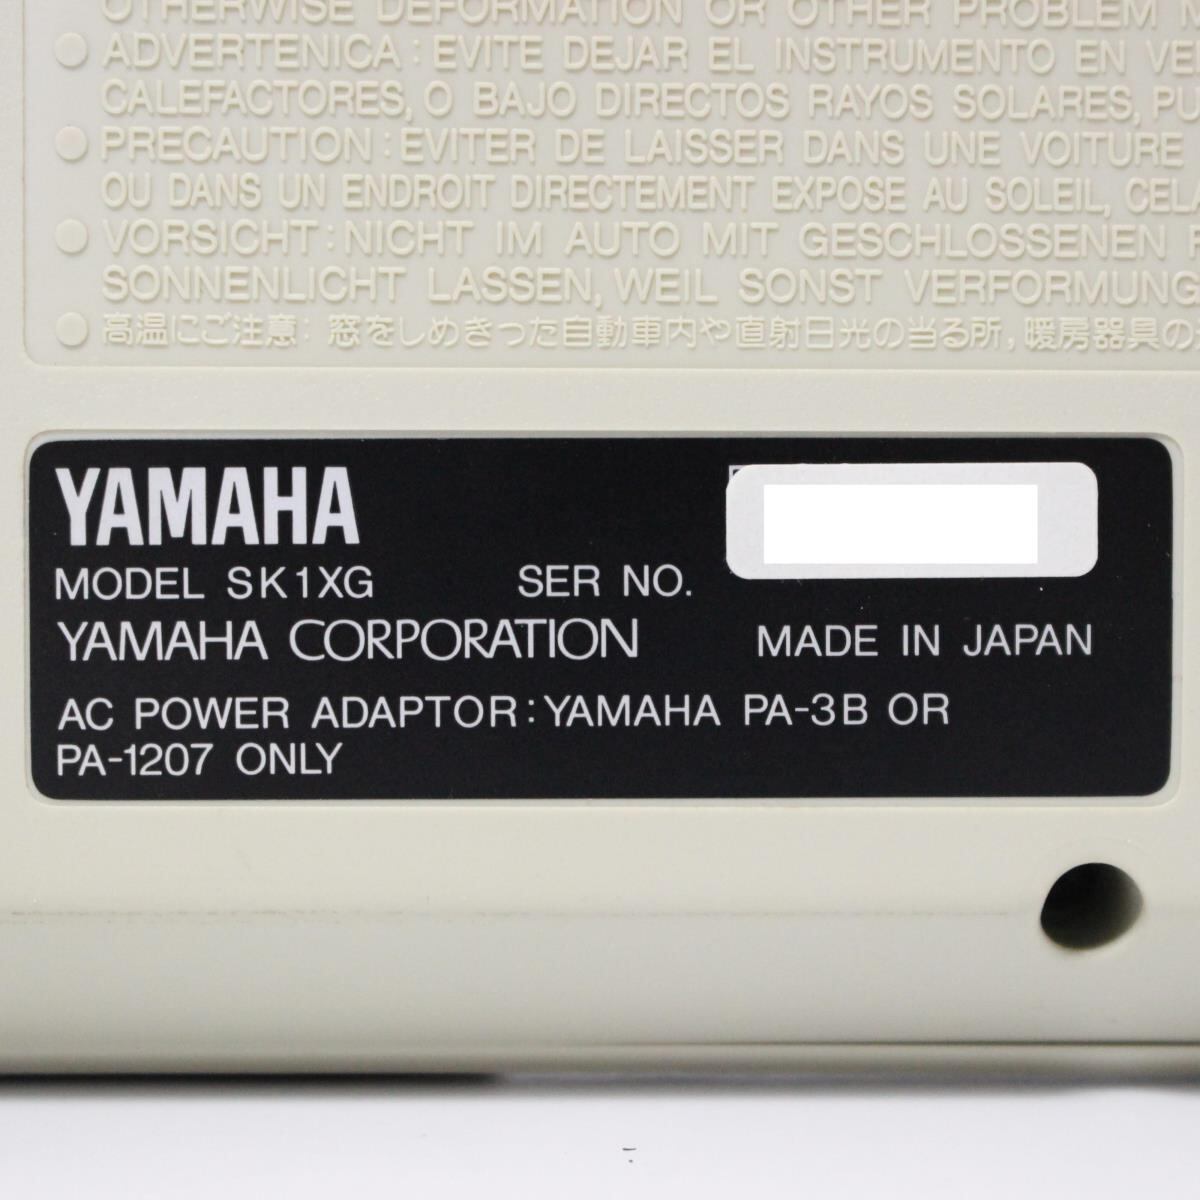 OTHERWISE DEFORMATION OR OTHER PROBLEM
● ADVERTENICA : EVITE DEJAR EL INSTRUMENTO EN
CALEFACTORES, O BAJO DIRECTOS RAYOS SOLARES,
● PRECAUTION : EVITER DE LAISSER DANS UNE VOITURE
OU DANS UN ENDROIT DIRECTEMENT EXPOSE AU SOLEIL,
● VORSICHT : NICHT IM AUTO MIT GESCHLOSSENEN
SONNENLICHT LASSEN, WEIL SONST VERFORMUNG
● 高温にご注意: 窓をしめきった自動車内や直射日光の当る所, 暖房器具の
YAMAHA
MODEL SK1XG SER NO.
YAMAHA CORPORATION MADE IN JAPAN
AC POWER ADAPTOR : YAMAHA PA-3B OR
PA-1207 ONLY